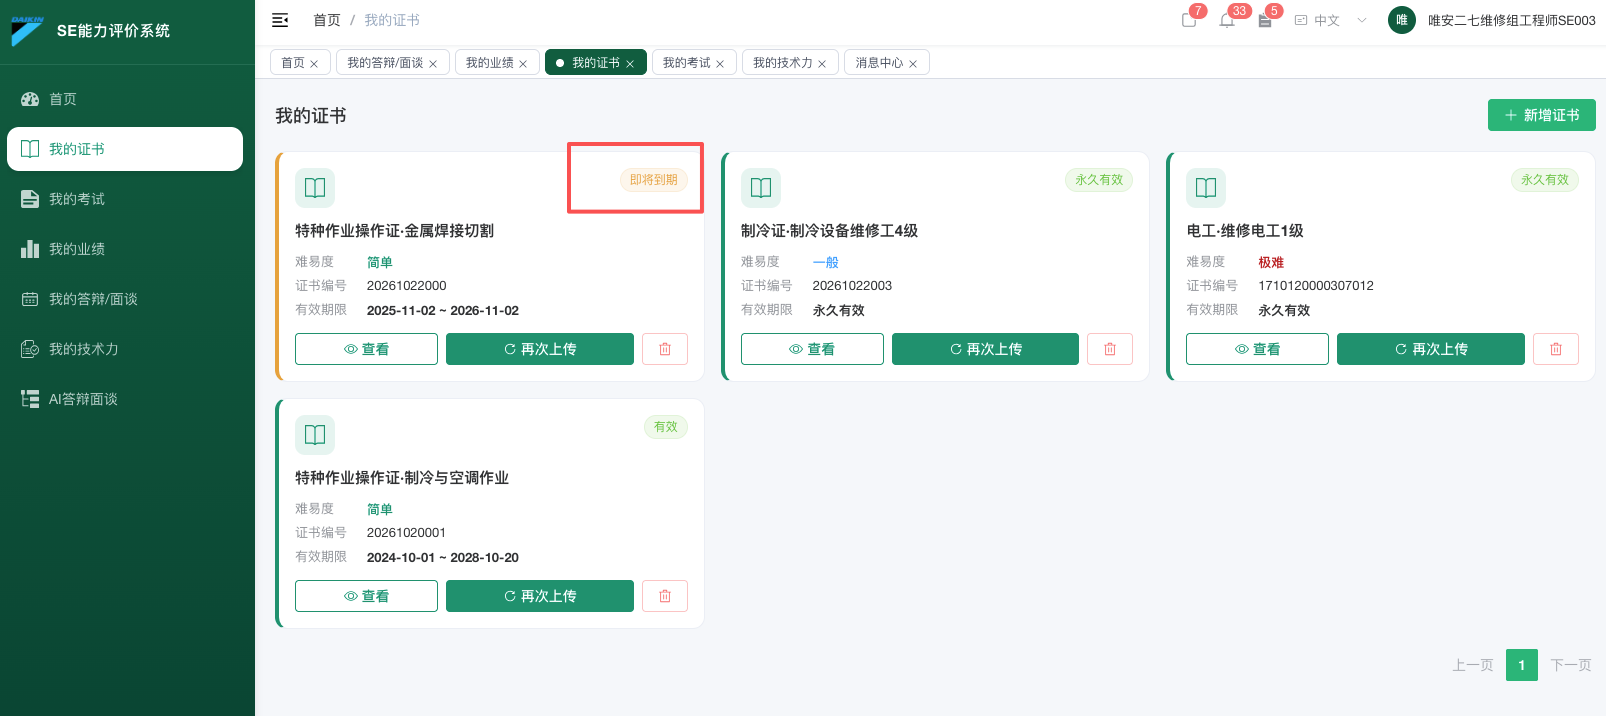 DAIKIN
SE能力评价系统
首页 / 我的证书
7
33
5
中文
唯
唯安二七维修组工程师SE003
首页
我的答辩/面谈
我的业绩
我的证书
我的考试
我的技术力
消息中心
首页
我的证书
我的考试
我的业绩
我的答辩/面谈
我的技术力
AI答辩面谈
我的证书
新增证书
即将到期
特种作业操作证·金属焊接切割
难易度 简单
证书编号 20261022000
有效期限 2025-11-02 ~ 2026-11-02
查看
再次上传
永久有效
制冷证·制冷设备维修工4级
难易度 一般
证书编号 20261022003
有效期限 永久有效
查看
再次上传
永久有效
电工·维修电工1级
难易度 极难
证书编号 1710120000307012
有效期限 永久有效
查看
再次上传
有效
特种作业操作证·制冷与空调作业
难易度 简单
证书编号 20261020001
有效期限 2024-10-01 ~ 2028-10-20
查看
再次上传
上一页 1 下一页